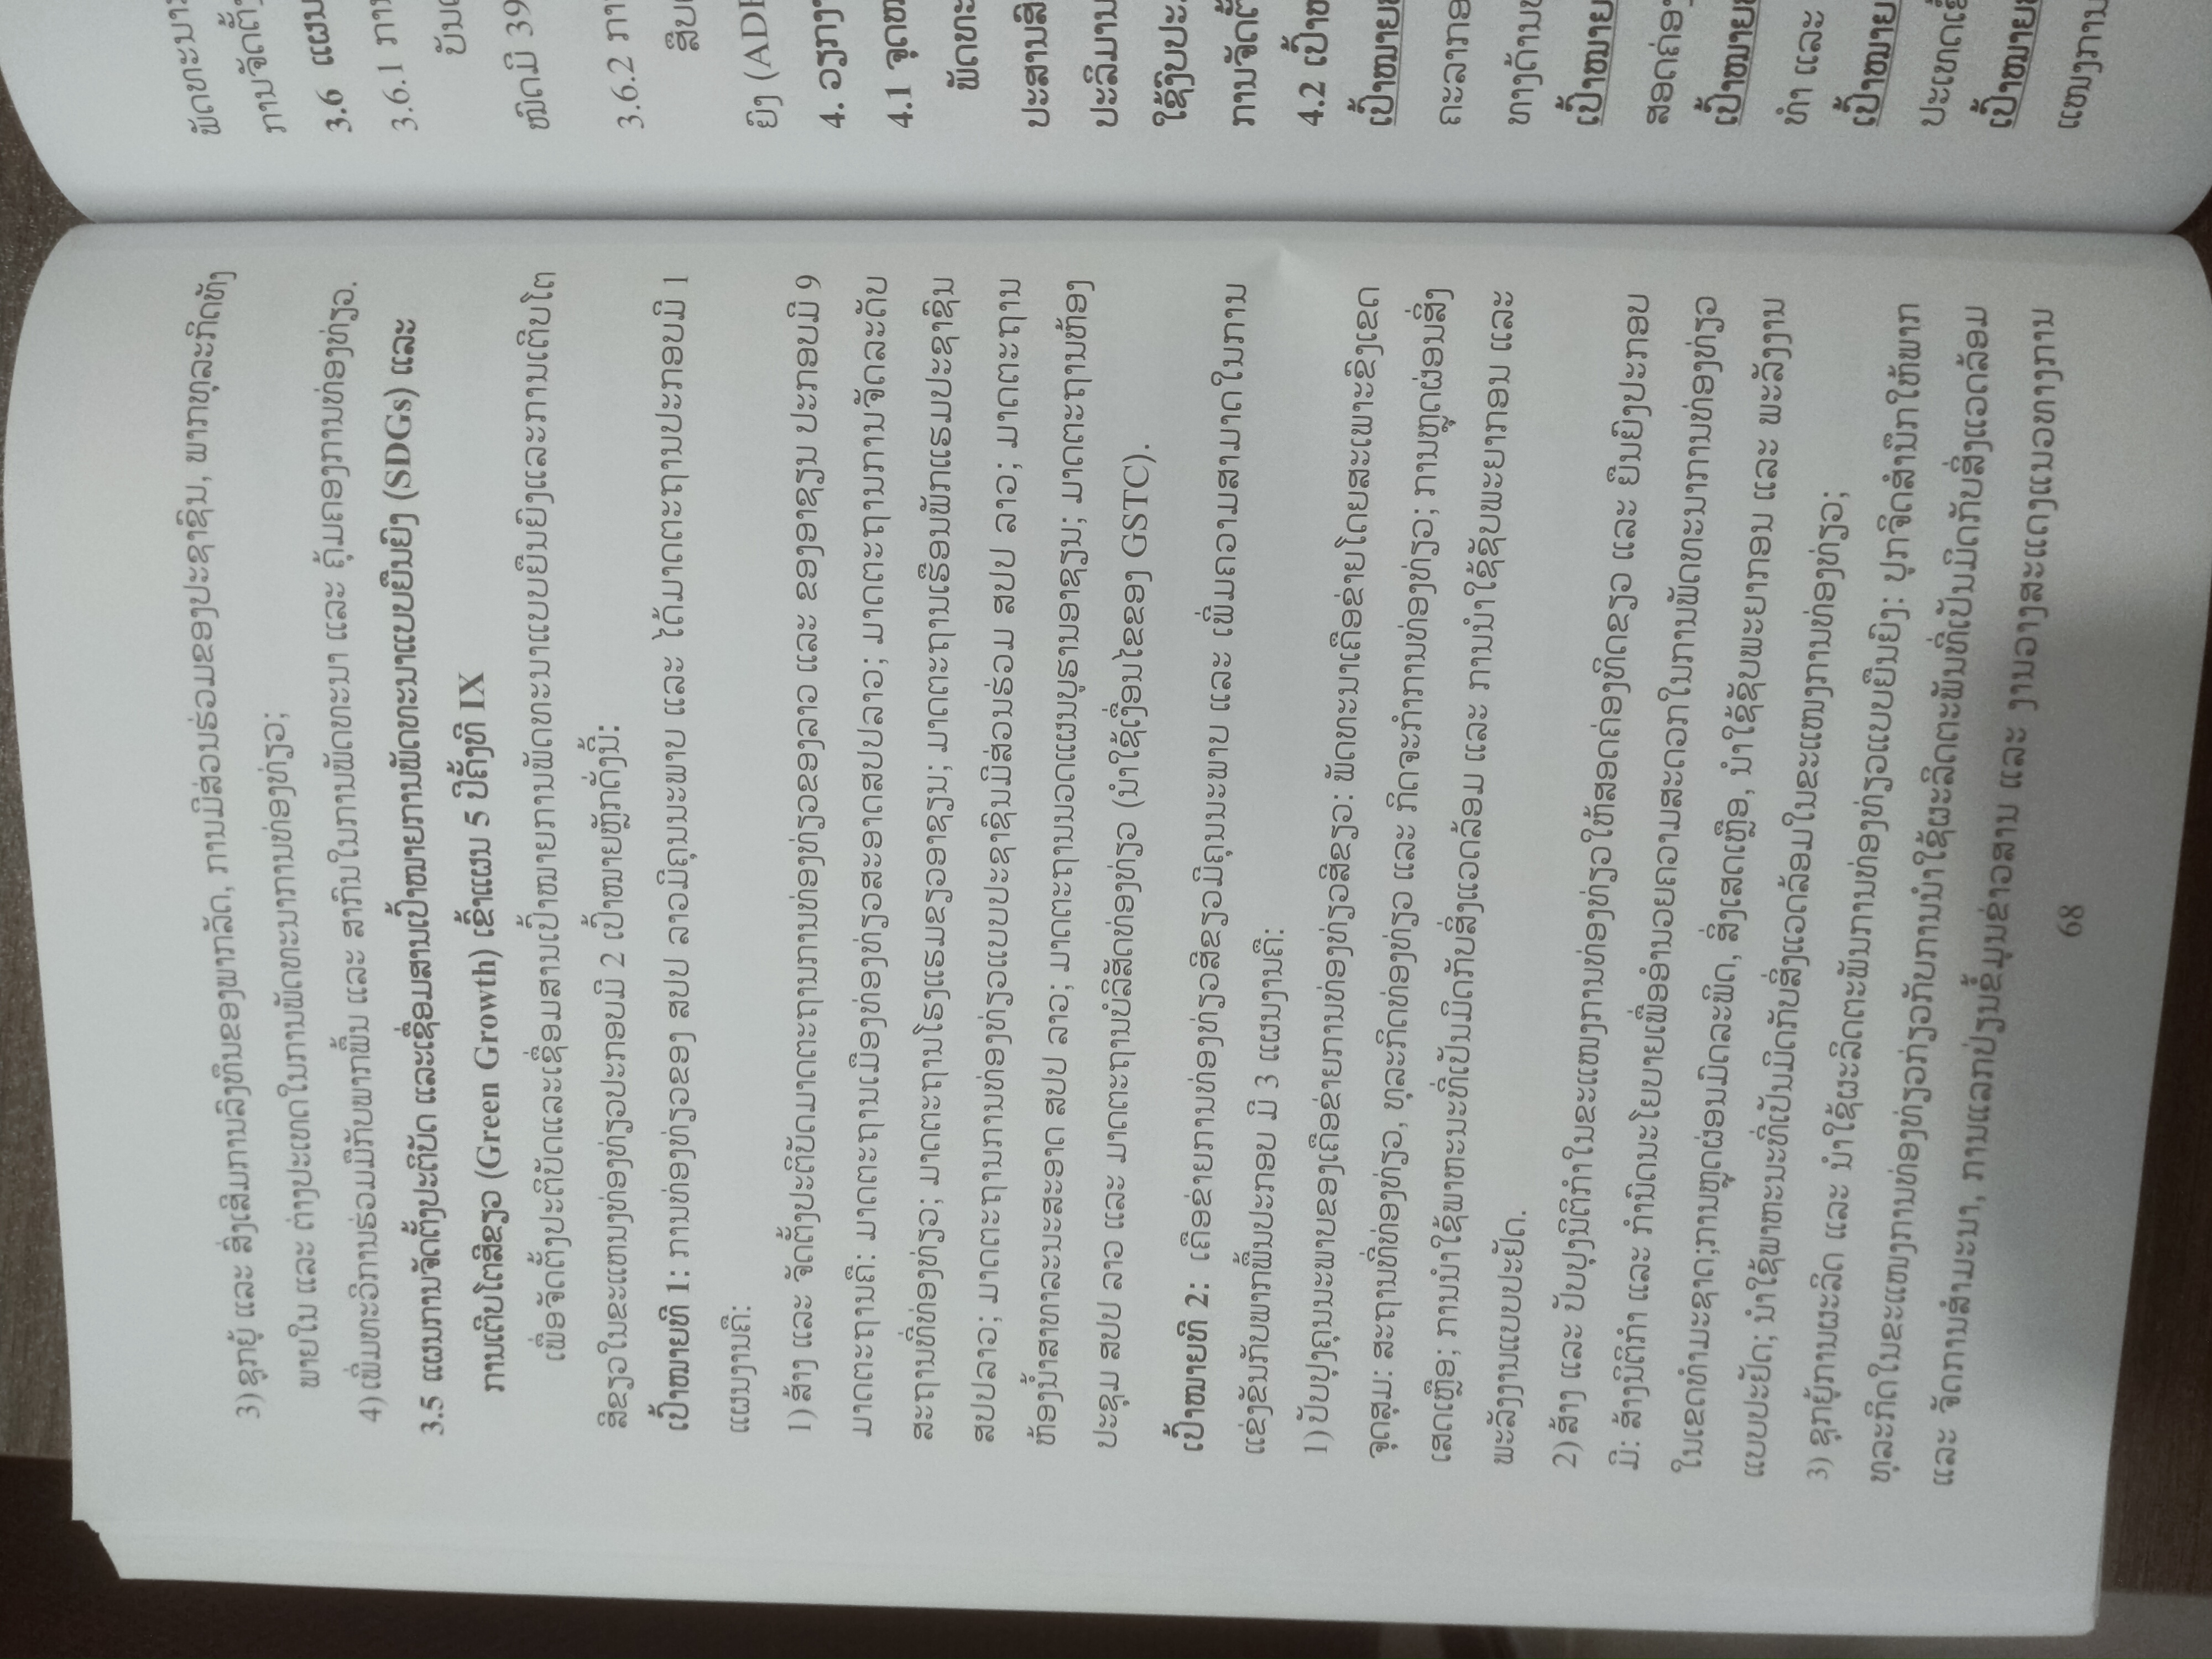 3) ຊຸກຍູ້ ແລະ ສົ່ງເສີມການລົງທຶນຂອງພາກລັດ, ການມີສ່ວນຮ່ວມຂອງປະຊາຊົນ, ພາກທຸລະກິດທັງ
ພາຍໃນ ແລະ ຕ່າງປະເທດໃນການພັດທະນາການທ່ອງທ່ຽວ;
4) ເພີ່ມທະວີການຮ່ວມມືກັບພາກພື້ນ ແລະ ສາກົນໃນການພັດທະນາ ແລະ ຄຸ້ມຄອງການທ່ອງທ່ຽວ.
3.5 ແຜນການຈັດຕັ້ງປະຕິບັດ ແລະເຊື່ອມສານເປົ້າໝາຍການພັດທະນາແບບຍືນຍົງ (SDGs) ແລະ
ການເຕີບໂຕສີຂຽວ (Green Growth) ເຂົ້າແຜນ 5 ປີຄັ້ງທີ IX
ເພື່ອຈັດຕັ້ງປະຕິບັດແລະເຊື່ອມສານເປົ້າໝາຍການພັດທະນາແບບຍືນຍົງແລະການເຕີບໂຕ
ສີຂຽວໃນຂະແໜງທ່ອງທ່ຽວປະກອບມີ 2 ເປົ້າໝາຍຫຼັກດັ່ງນີ້:
ເປົ້າໝາຍທີ 1: ການທ່ອງທ່ຽວຂອງ ສປປ ລາວມີຄຸນນະພາບ ແລະ ໄດ້ມາດຕະຖານປະກອບມີ 1
ແຜນງານຄື:
1) ສ້າງ ແລະ ຈັດຕັ້ງປະຕິບັດມາດຕະຖານການທ່ອງທ່ຽວຂອງລາວ ແລະ ຂອງອາຊຽນ ປະກອບມີ 9
ມາດຕະຖານຄື: ມາດຕະຖານເມືອງທ່ອງທ່ຽວສະອາດສປປລາວ; ມາດຕະຖານການຈັດລະດັບ
ສະຖານທີ່ທ່ອງທ່ຽວ; ມາດຕະຖານໂຮງແຮມຂຽວອາຊຽນ; ມາດຕະຖານເຮືອນພັກແຮມປະຊາຊົນ
ສປປລາວ; ມາດຕະຖານການທ່ອງທ່ຽວແບບປະຊາຊົນມີສ່ວນຮ່ວມ ສປປ ລາວ; ມາດຕະຖານ
ຫ້ອງນ້ຳສາທາລະນະສະອາດ ສປປ ລາວ; ມາດຕະຖານນວດແຜນບູຮານອາຊຽນ; ມາດຕະຖານຫ້ອງ
ປະຊຸມ ສປປ ລາວ ແລະ ມາດຕະຖານບໍລິສັດທ່ອງທ່ຽວ (ນຳໃຊ້ເງື່ອນໄຂຂອງ GSTC).
ເປົ້າໝາຍທີ 2: ເຄືອຂ່າຍການທ່ອງທ່ຽວສີຂຽວມີຄຸນນະພາບ ແລະ ເພີ່ມຄວາມສາມາດໃນການ
ແຂ່ງຂັນກັບພາກພື້ນປະກອບ ມີ 3 ແຜນງານຄື:
1) ປັບປຸງຄຸນນະພາບຂອງເຄືອຂ່າຍການທ່ອງທ່ຽວສີຂຽວ: ພັດທະນາເຄືອຂ່າຍໂດຍສະເພາະຂົງເຂດ
ຈຸດສຸມ: ສະຖານທີ່ທ່ອງທ່ຽວ, ທຸລະກິດທ່ອງທ່ຽວ ແລະ ກິດຈະກຳການທ່ອງທ່ຽວ; ການຫຼຸດຜ່ອນສິ່ງ
ເສດເຫຼືອ; ການນຳໃຊ້ພາຫະນະທີ່ເປັນມິດກັບສິ່ງແວດລ້ອມ ແລະ ການນຳໃຊ້ຊັບພະຍາກອນ ແລະ
ພະລັງງານແບບປະຢັດ.
2) ສ້າງ ແລະ ປັບປຸງນິຕິກຳໃນຂະແໜງການທ່ອງທ່ຽວໃຫ້ສອດຄ່ອງທິດຂຽວ ແລະ ຍືນຍົງປະກອບ
ມີ: ສ້າງນິຕິກຳ ແລະ ກຳນົດນະໂຍບາຍເພື່ອອຳນວຍຄວາມສະດວກໃນການພັດທະນາການທ່ອງທ່ຽວ
ໃນເຂດທຳມະຊາດ;ການຫຼຸດຜ່ອນມົດລະພິດ, ສິ່ງເສດເຫຼືອ, ນຳໃຊ້ຊັບພະຍາກອນ ແລະ ພະລັງງານ
ແບບປະຢັດ; ນຳໃຊ້ພາຫະນະທີ່ເປັນມິດກັບສິ່ງແວດລ້ອມໃນຂະແໜງການທ່ອງທ່ຽວ;
3) ຊຸກຍູ້ການຜະລິດ ແລະ ນຳໃຊ້ຜະລິດຕະພັນການທ່ອງທ່ຽວແບບຍືນຍົງ: ປູກຈິດສຳນຶກໃຫ້ພາກ
ທຸລະກິດໃນຂະແໜງການທ່ອງທ່ຽວກ່ຽວກັບການນຳໃຊ້ຜະລິດຕະພັນທີ່ເປັນມິດກັບສິ່ງແວດລ້ອມ
ແລະ ຈັດການສຳມະນາ, ການແລກປ່ຽນຂໍ້ມູນຂ່າວສານ ແລະ ງານວາງສະແດງແນວທາງການ
68
ພັດທະນາ
ການຈັດຕັ້ງ
3.6 ແຜນ
3.6.1 ການ
ໝົດມີ 39
3.6.2 ກາ
ຍົງ (ADB
4. ວຽກງາ
4.1 ຈຸດໝ
ພັດທະ
ປະສານສົ
ປະລິມານ
ໃຊ້ງົບປະ
ການຈັດຕັ້
4.2 ເປົ້າໝ
ເປົ້າໝາຍ
ຄະລາກອ
ທາງດ້ານ
ເປົ້າໝາຍ
ສອດຄ່ອງ
ເປົ້າໝາຍ
ທຳ ແລະ
ເປົ້າໝາຍ
ເປົ້າໝາຍ
ແໜງການ